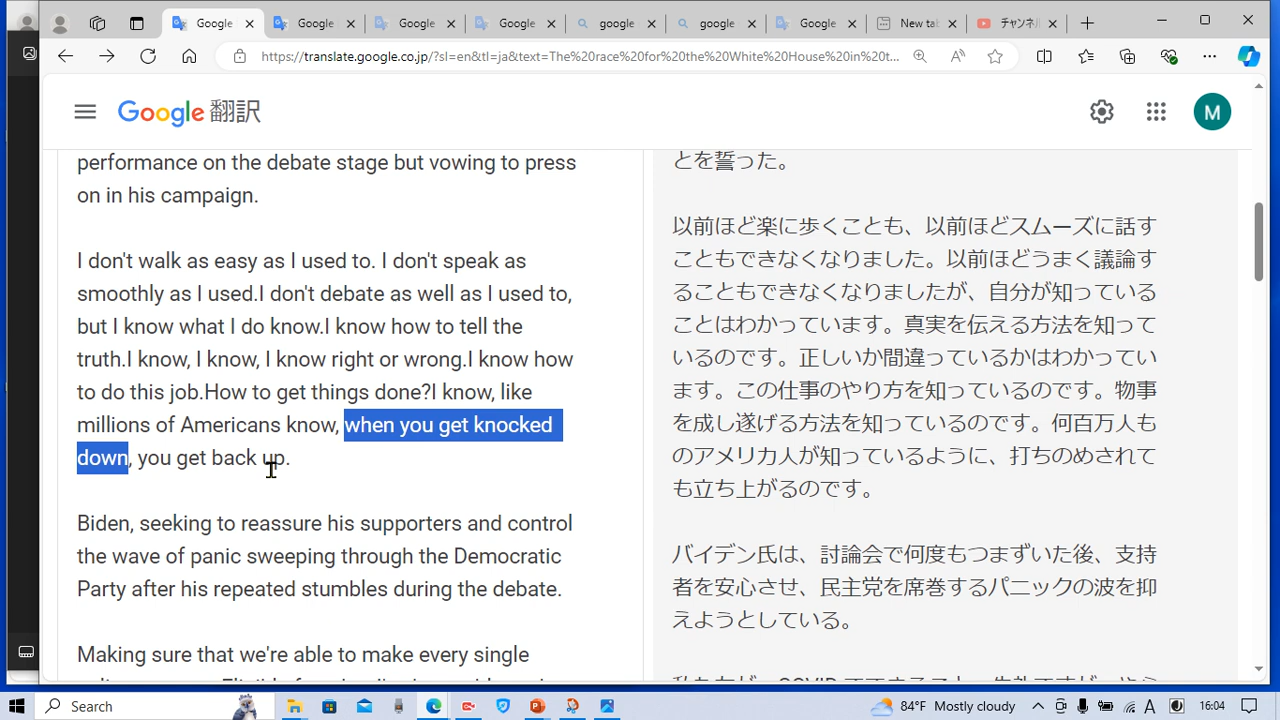 Google
Google
Google
Google
google
google
Google
New tab
チャンネル
https://translate.google.co.jp/?sl=en&tl=ja&text=The%20race%20for%20the%20White%20House%20in%20t...
Google 翻訳
M
performance on the debate stage but vowing to press
on in his campaign.
I don't walk as easy as I used to. I don't speak as
smoothly as I used.I don't debate as well as I used to,
but I know what I do know.I know how to tell the
truth.I know, I know, I know right or wrong.I know how
to do this job.How to get things done?I know, like
millions of Americans know, when you get knocked
down, you get back up.
Biden, seeking to reassure his supporters and control
the wave of panic sweeping through the Democratic
Party after his repeated stumbles during the debate.
Making sure that we're able to make every single
とを誓った。
以前ほど楽に歩くことも、以前ほどスムーズに話す
こともできなくなりました。以前ほどうまく議論す
ることもできなくなりましたが、自分が知っている
ことはわかっています。真実を伝える方法を知って
いるのです。正しいか間違っているかはわかってい
ます。この仕事のやり方を知っているのです。物事
を成し遂げる方法を知っているのです。何百万人も
のアメリカ人が知っているように、打ちのめされて
も立ち上がるのです。
バイデン氏は、討論会で何度もつまずいた後、支持
者を安心させ、民主党を席巻するパニックの波を抑
えようとしている。
Search
84°F Mostly cloudy
A
16:04